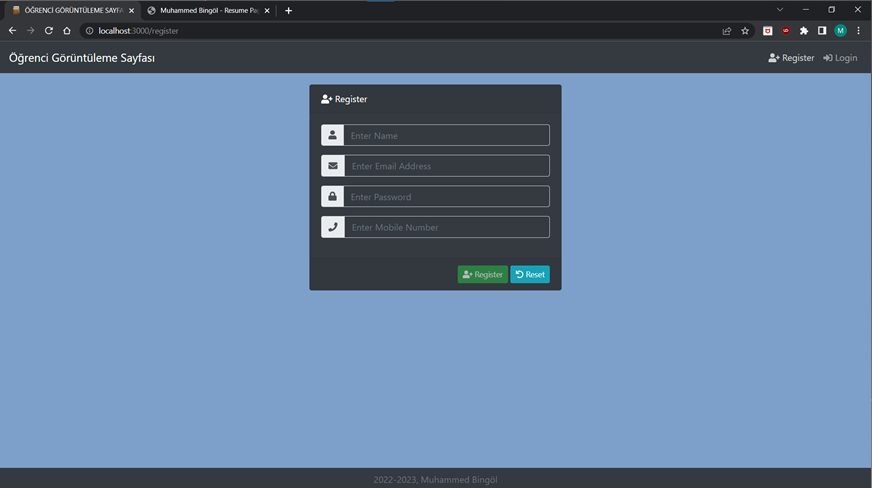 ÖĞRENCİ GÖRÜNTÜLEME SAYFA
Muhammed Bingöl - Resume Pa
localhost:3000/register
M
Öğrenci Görüntüleme Sayfası
Register
Login
Register
Enter Name
Enter Email Address
Enter Password
Enter Mobile Number
Register
Reset
2022-2023, Muhammed Bingöl